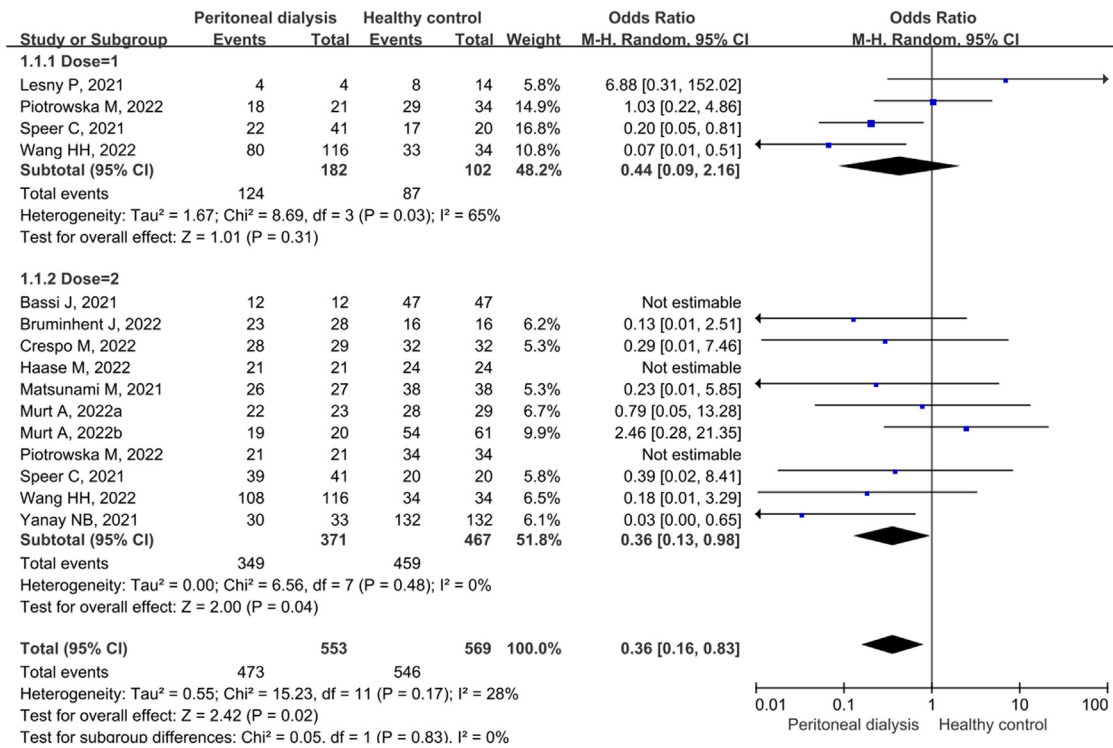 Peritoneal dialysis Healthy control Odds Ratio Odds Ratio
Study or Subgroup Events Total Events Total Weight M-H, Random, 95% CI M-H, Random, 95% CI
1.1.1 Dose=1
Lesny P, 2021 4 4 8 14 5.8% 6.88 [0.31, 152.02]
Piotrowska M, 2022 18 21 29 34 14.9% 1.03 [0.22, 4.86]
Speer C, 2021 22 41 17 20 16.8% 0.20 [0.05, 0.81]
Wang HH, 2022 80 116 33 34 10.8% 0.07 [0.01, 0.51]
Subtotal (95% CI) 182 102 48.2% 0.44 [0.09, 2.16]
Total events 124 87
Heterogeneity: Tau² = 1.67; Chi² = 8.69, df = 3 (P = 0.03); I² = 65%
Test for overall effect: Z = 1.01 (P = 0.31)
1.1.2 Dose=2
Bassi J, 2021 12 12 47 47 Not estimable
Bruminhent J, 2022 23 28 16 16 6.2% 0.13 [0.01, 2.51]
Crespo M, 2022 28 29 32 32 5.3% 0.29 [0.01, 7.46]
Haase M, 2022 21 21 24 24 Not estimable
Matsunami M, 2021 26 27 38 38 5.3% 0.23 [0.01, 5.85]
Murt A, 2022a 22 23 28 29 6.7% 0.79 [0.05, 13.28]
Murt A, 2022b 19 20 54 61 9.9% 2.46 [0.28, 21.35]
Piotrowska M, 2022 21 21 34 34 Not estimable
Speer C, 2021 39 41 20 20 5.8% 0.39 [0.02, 8.41]
Wang HH, 2022 108 116 34 34 6.5% 0.18 [0.01, 3.29]
Yanay NB, 2021 30 33 132 132 6.1% 0.03 [0.00, 0.65]
Subtotal (95% CI) 371 467 51.8% 0.36 [0.13, 0.98]
Total events 349 459
Heterogeneity: Tau² = 0.00; Chi² = 6.56, df = 7 (P = 0.48); I² = 0%
Test for overall effect: Z = 2.00 (P = 0.04)
Total (95% CI) 553 569 100.0% 0.36 [0.16, 0.83]
Total events 473 546
Heterogeneity: Tau² = 0.55; Chi² = 15.23, df = 11 (P = 0.17); I² = 28%
Test for overall effect: Z = 2.42 (P = 0.02)
Test for subgroup differences: Chi² = 0.05, df = 1 (P = 0.83), I² = 0%
0.01 0.1 1 10 100
Peritoneal dialysis Healthy control